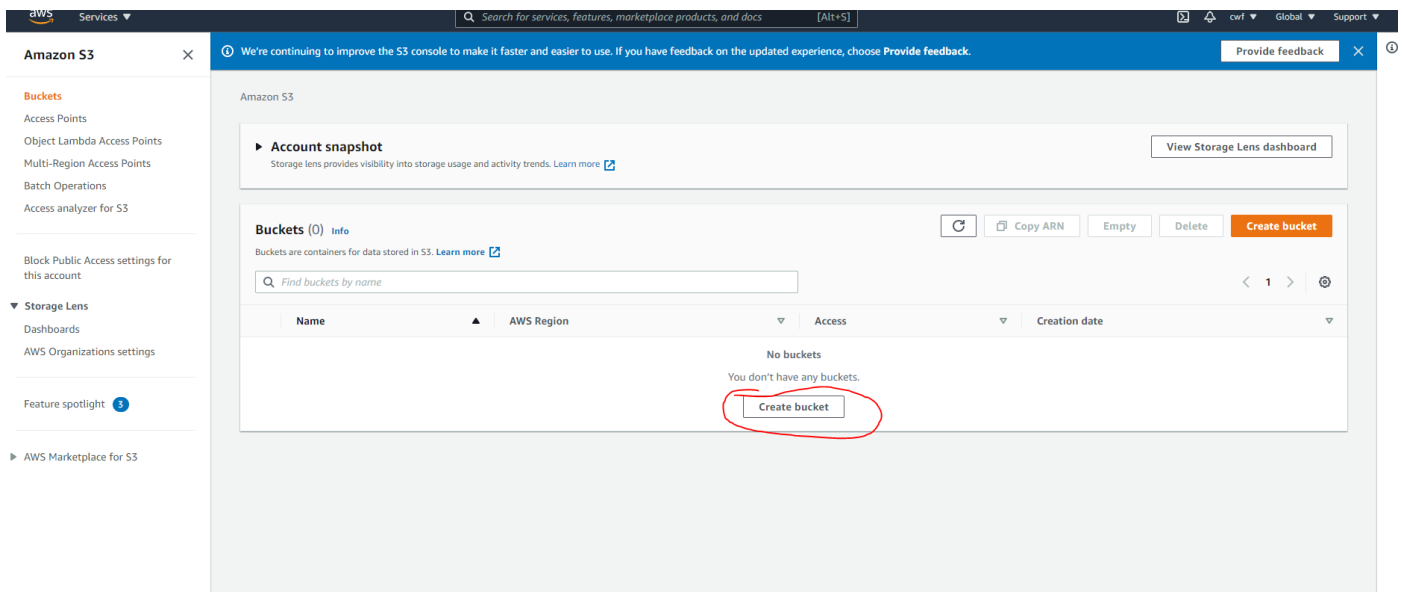 aws Services ▼ Search for services, features, marketplace products, and docs [Alt+S] cwf ▼ Global ▼ Support ▼
Amazon S3
We're continuing to improve the S3 console to make it faster and easier to use. If you have feedback on the updated experience, choose Provide feedback. Provide feedback
Buckets
Access Points
Object Lambda Access Points
Multi-Region Access Points
Batch Operations
Access analyzer for S3
Block Public Access settings for
this account
Storage Lens
Dashboards
AWS Organizations settings
Feature spotlight 3
AWS Marketplace for S3
Amazon S3
Account snapshot
Storage lens provides visibility into storage usage and activity trends. Learn more
View Storage Lens dashboard
Buckets (0) Info
Buckets are containers for data stored in S3. Learn more
Copy ARN Empty Delete Create bucket
Find buckets by name
1
Name AWS Region Access Creation date
No buckets
You don't have any buckets.
Create bucket